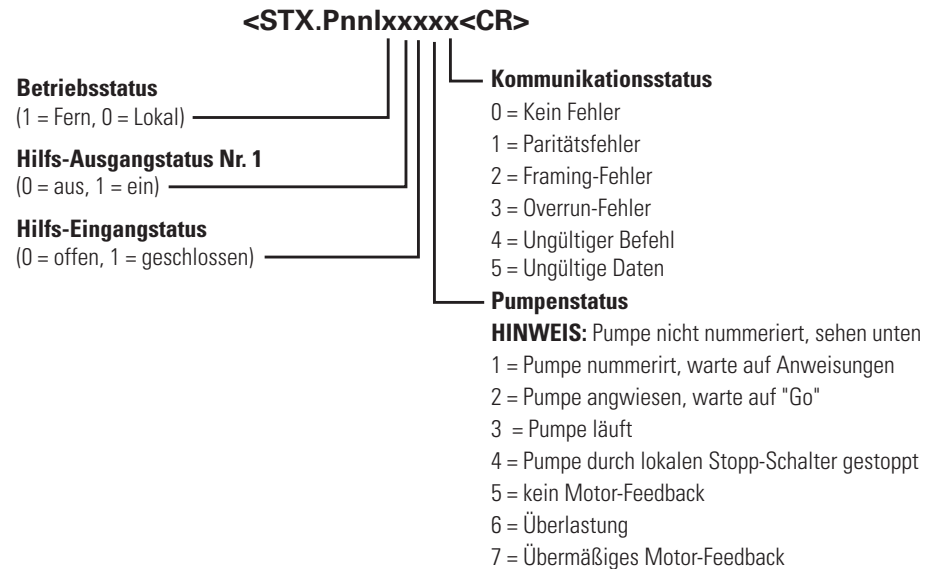 <STX.PnnIxxxxx<CR>
Betriebsstatus
(1 = Fern, 0 = Lokal)
Hilfs-Ausgangstatus Nr. 1
(0 = aus, 1 = ein)
Hilfs-Eingangstatus
(0 = offen, 1 = geschlossen)
Kommunikationsstatus
0 = Kein Fehler
1 = Paritätsfehler
2 = Framing-Fehler
3 = Overrun-Fehler
4 = Ungültiger Befehl
5 = Ungültige Daten
Pumpenstatus
HINWEIS: Pumpe nicht nummeriert, sehen unten
1 = Pumpe nummerirt, warte auf Anweisungen
2 = Pumpe angwiesen, warte auf "Go"
3 = Pumpe läuft
4 = Pumpe durch lokalen Stopp-Schalter gestoppt
5 = kein Motor-Feedback
6 = Überlastung
7 = Übermäßiges Motor-Feedback